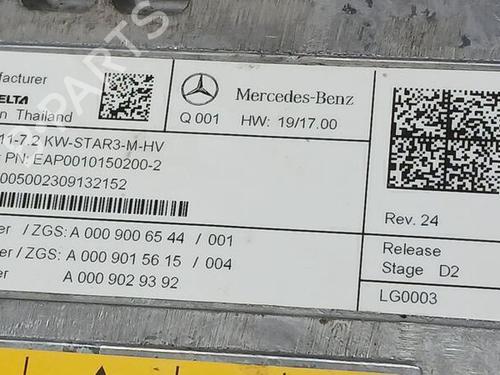 ufacturer
ELTA
in Thailand
Q 001
Mercedes-Benz
HW: 19/17.00
11-7.2 KW-STAR3-M-HV
PN: EAP0010150200-2
005002309132152
er /ZGS: A 000 900 65 44 / 001
er /ZGS: A 000 901 56 15 / 004
er A 000 902 93 92
Rev. 24
Release
Stage D2
LG0003
PARTS